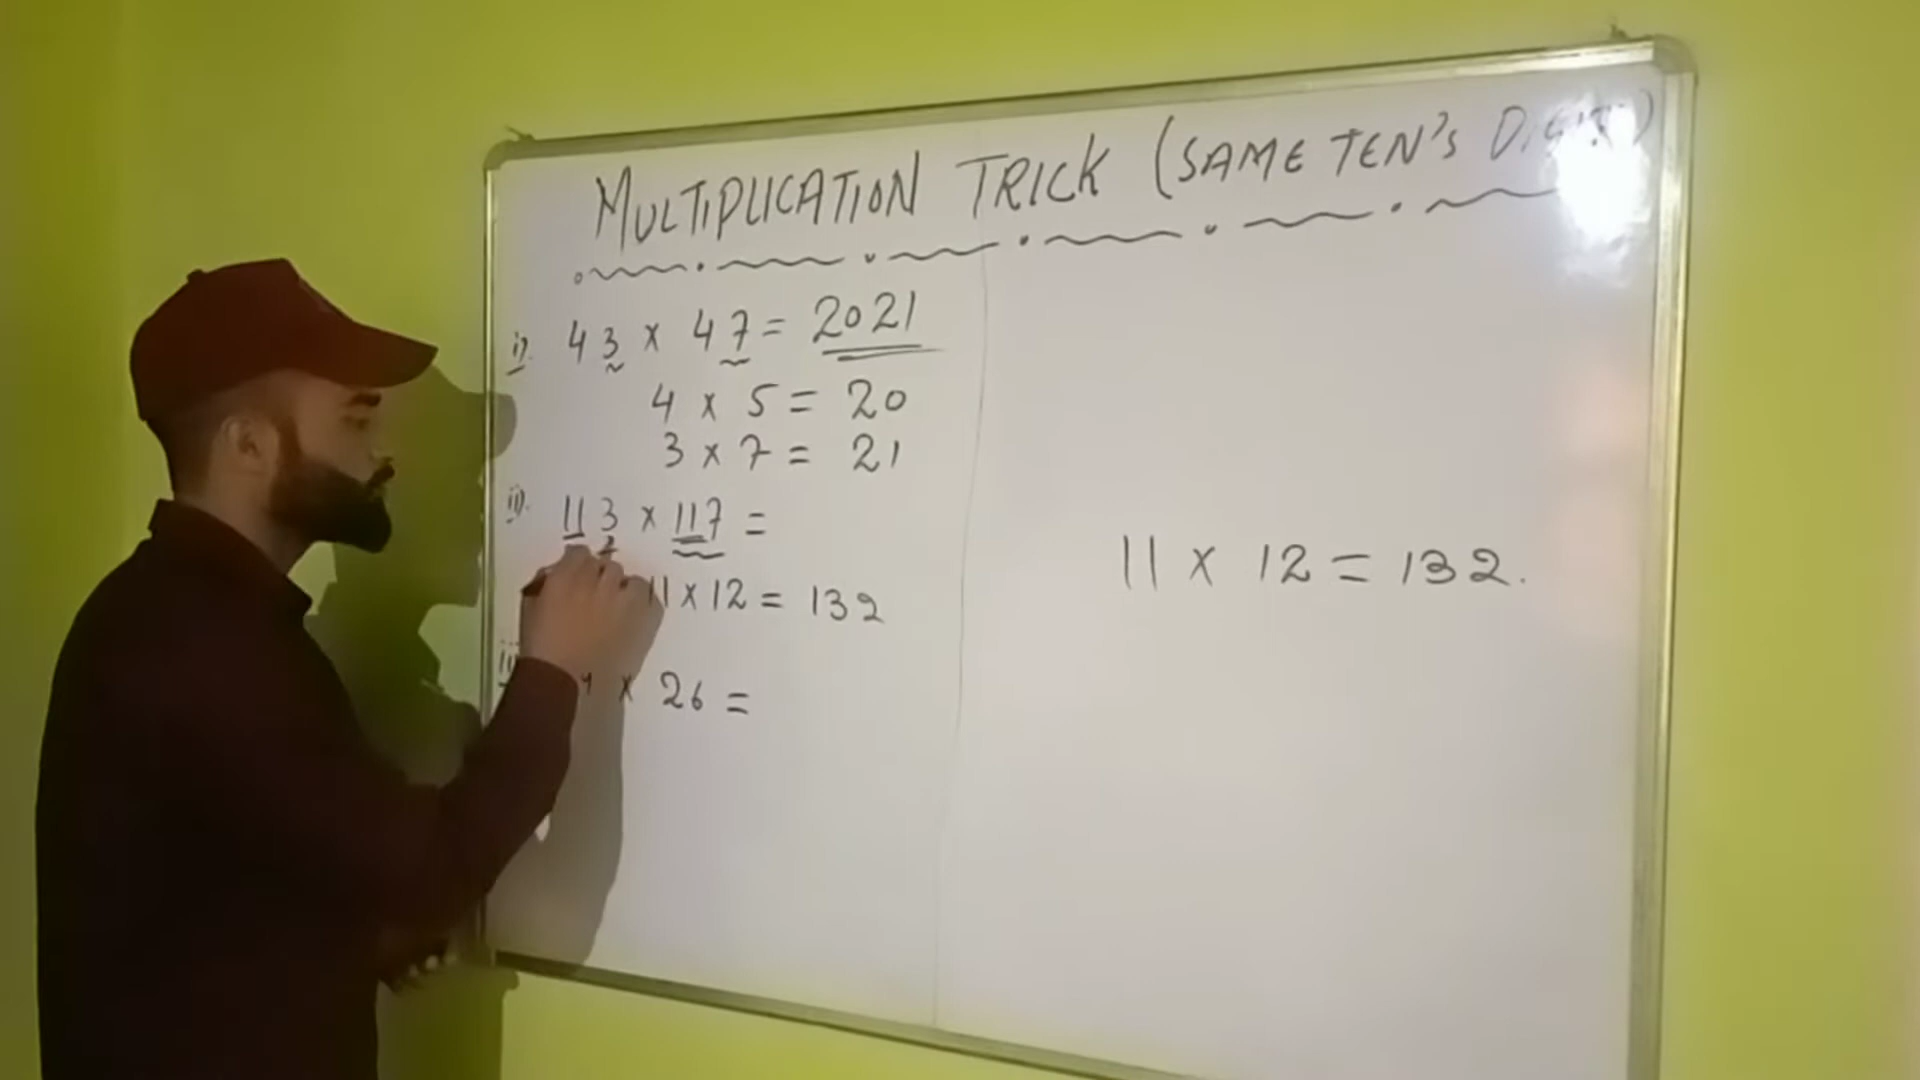 MULTIPLICATION TRICK (SAME TEN'S DIGIT)
i). 43 × 47 = 2021
4 × 5 = 20
3 × 7 = 21
ii). 113 × 117 =
11 × 12 = 132
4 × 26 =
11 × 12 = 132.